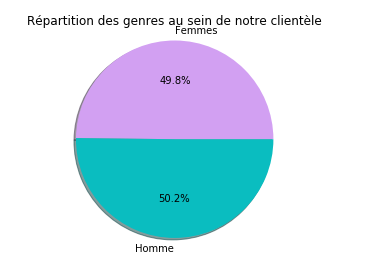 Répartition des genres au sein de notre clientèle
Femmes
49.8%
50.2%
Homme